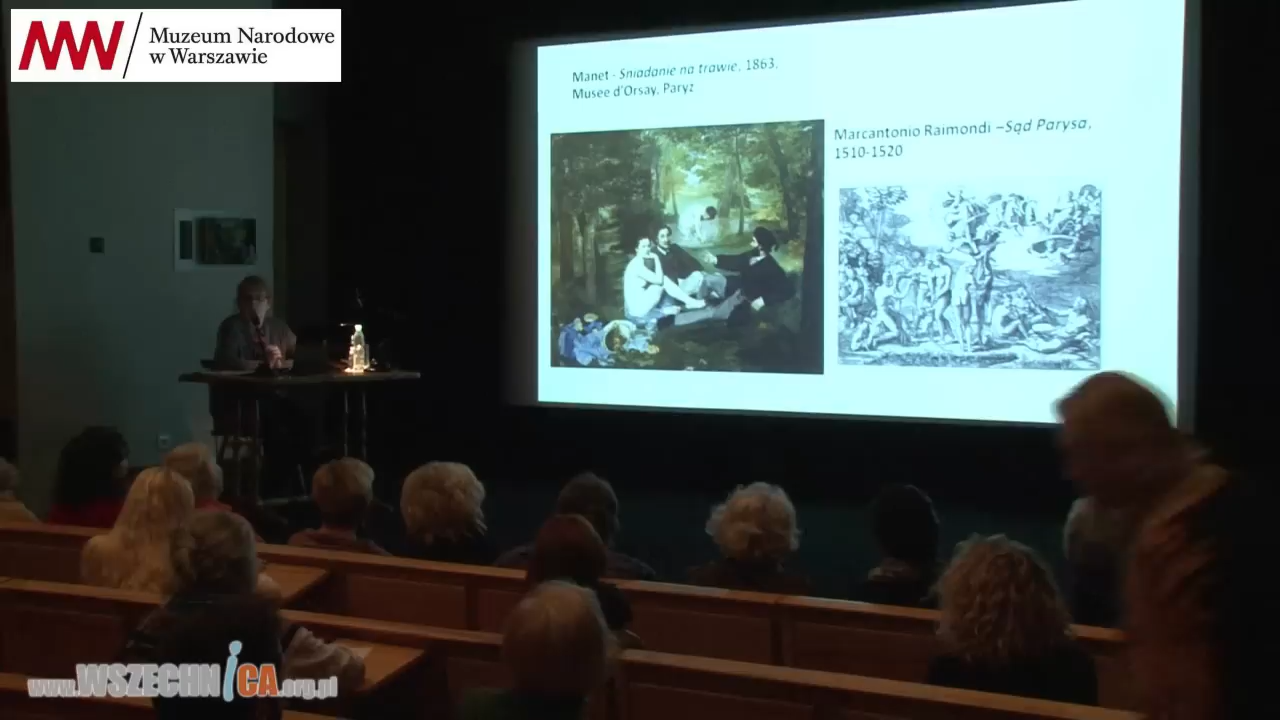 Muzeum Narodowe
w Warszawie
Manet - Śniadanie na trawie, 1863,
Musee d'Orsay, Paryż
Marcantonio Raimondi –Sąd Parysa,
1510-1520
www.WSZECHNICA.org.pl